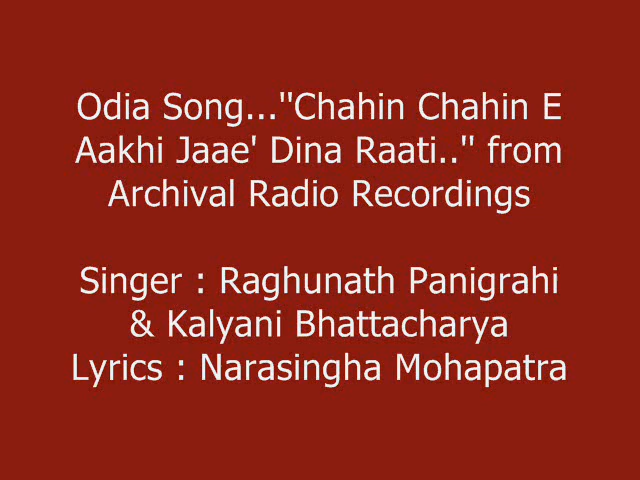 Odia Song...''Chahin Chahin E
Aakhi Jaae' Dina Raati..'' from
Archival Radio Recordings
Singer : Raghunath Panigrahi
& Kalyani Bhattacharya
Lyrics : Narasingha Mohapatra